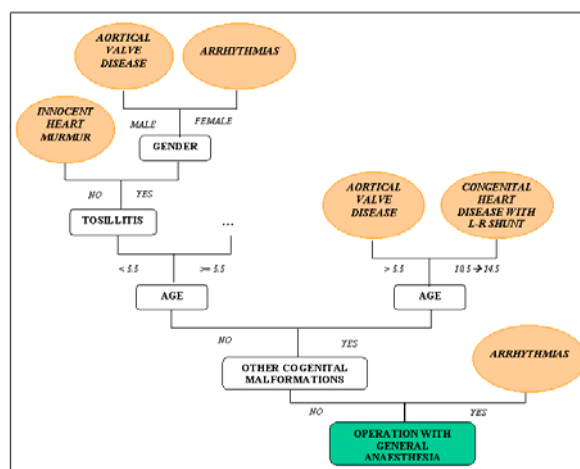 AORTICAL
VALVE
DISEASE
ARRHYTHMIAS
INNOCENT
HEART
MURMUR
MALE
FEMALE
GENDER
NO
YES
TOSILLITIS
...
AORTICAL
VALVE
DISEASE
CONGENITAL
HEART
DISEASE WITH
L-R SHUNT
< 5.5
>= 5.5
> 5.5
10.5 → 14.5
AGE
AGE
NO
YES
OTHER COGENITAL
MALFORMATIONS
ARRHYTHMIAS
NO
YES
OPERATION WITH
GENERAL
ANAESTHESIA